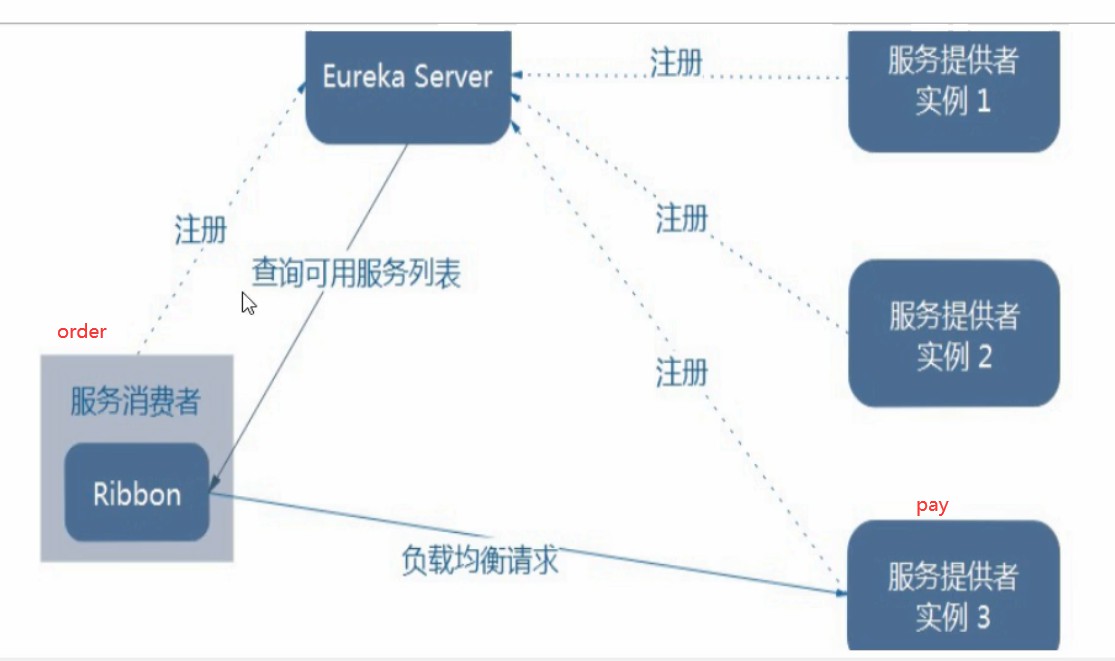 Eureka Server
注册
服务提供者
实例 1
注册
注册
查询可用服务列表
服务提供者
实例 2
order
注册
服务消费者
Ribbon
pay
负载均衡请求
服务提供者
实例 3